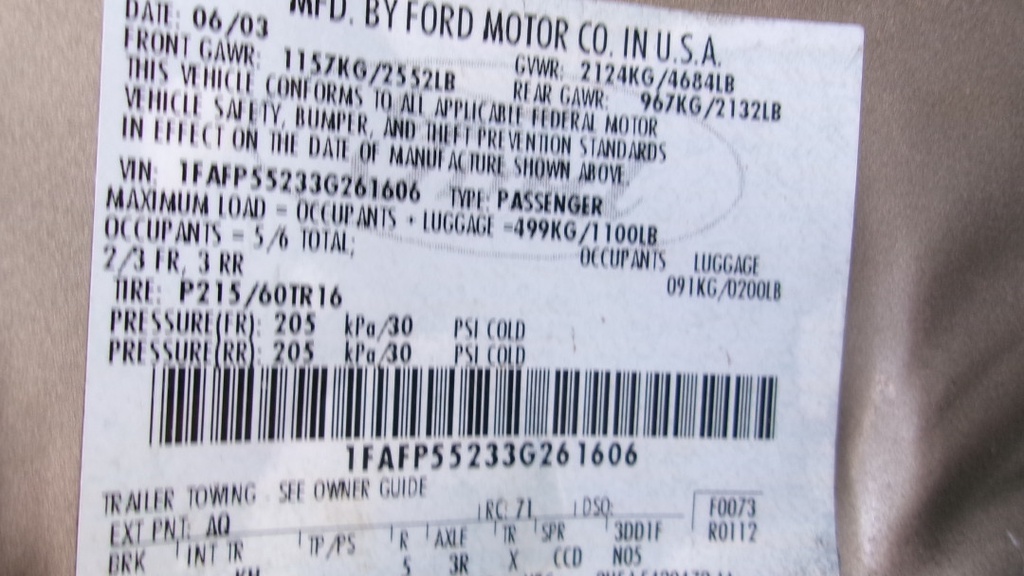 DATE: 06/03 MFD. BY FORD MOTOR CO. IN U.S.A.
FRONT GAWR: 1157KG/2552LB GVWR: 2124KG/4684LB
REAR GAWR: 967KG/2132LB
THIS VEHICLE CONFORMS TO ALL APPLICABLE FEDERAL MOTOR
VEHICLE SAFETY, BUMPER, AND THEFT PREVENTION STANDARDS
IN EFFECT ON THE DATE OF MANUFACTURE SHOWN ABOVE
VIN: 1FAFP55233G261606 TYPE: PASSENGER
MAXIMUM LOAD = OCCUPANTS + LUGGAGE =499KG/1100LB
OCCUPANTS = 5/6 TOTAL; OCCUPANTS LUGGAGE
2/3 FR, 3 RR 091KG/0200LB
TIRE: P215/60TR16
PRESSURE(FR): 205 kPa/30 PSI COLD
PRESSURE(RR): 205 kPa/30 PSI COLD
1FAFP55233G261606
TRAILER TOWING - SEE OWNER GUIDE
EXT PNT: AQ RC: 71 DSO: F0073
BRK INT TR TP/PS R AXLE TR SPR 3DD1F R0112
5 3R X CCD N05